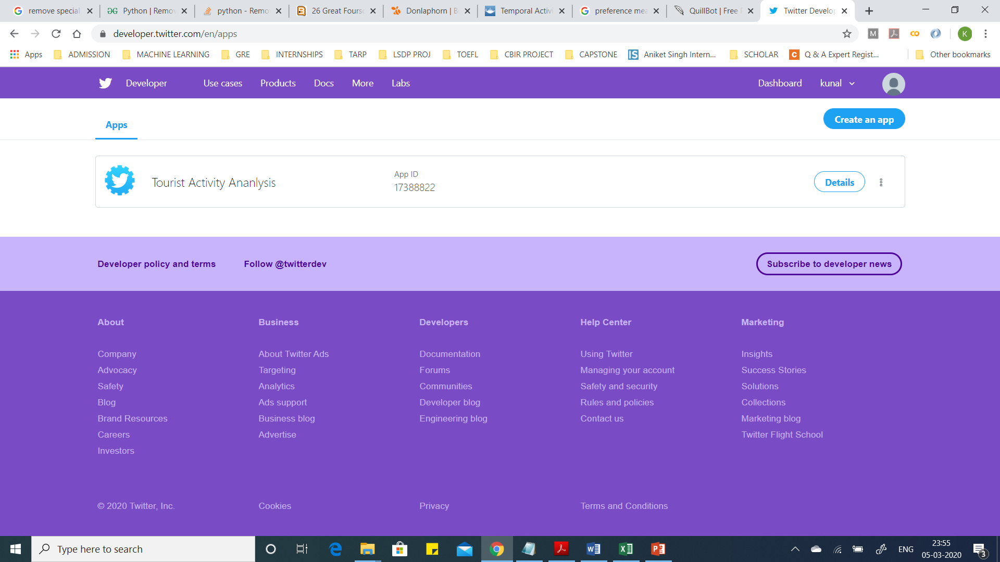 remove special
Python | Remov
python - Remo
26 Great Fours
Donlaphorn | B
Temporal Activi
preference mea
QuillBot | Free
Twitter Develop
developer.twitter.com/en/apps
M
K
Apps
ADMISSION
MACHINE LEARNING
GRE
INTERNSHIPS
TARP
LSDP PROJ
TOEFL
CBIR PROJECT
CAPSTONE
IS
Aniket Singh Intern...
SCHOLAR
C
Q & A Expert Regist...
Other bookmarks
Developer
Use cases
Products
Docs
More
Labs
Dashboard
kunal
Apps
Create an app
Tourist Activity Ananlysis
App ID
17388822
Details
Developer policy and terms
Follow @twitterdev
Subscribe to developer news
About
Company
Advocacy
Safety
Blog
Brand Resources
Careers
Investors
Business
About Twitter Ads
Targeting
Analytics
Ads support
Business blog
Advertise
Developers
Documentation
Forums
Communities
Developer blog
Engineering blog
Help Center
Using Twitter
Managing your account
Safety and security
Rules and policies
Contact us
Marketing
Insights
Success Stories
Solutions
Collections
Marketing blog
Twitter Flight School
© 2020 Twitter, Inc.
Cookies
Privacy
Terms and Conditions
Type here to search
ENG
23:55
05-03-2020
3